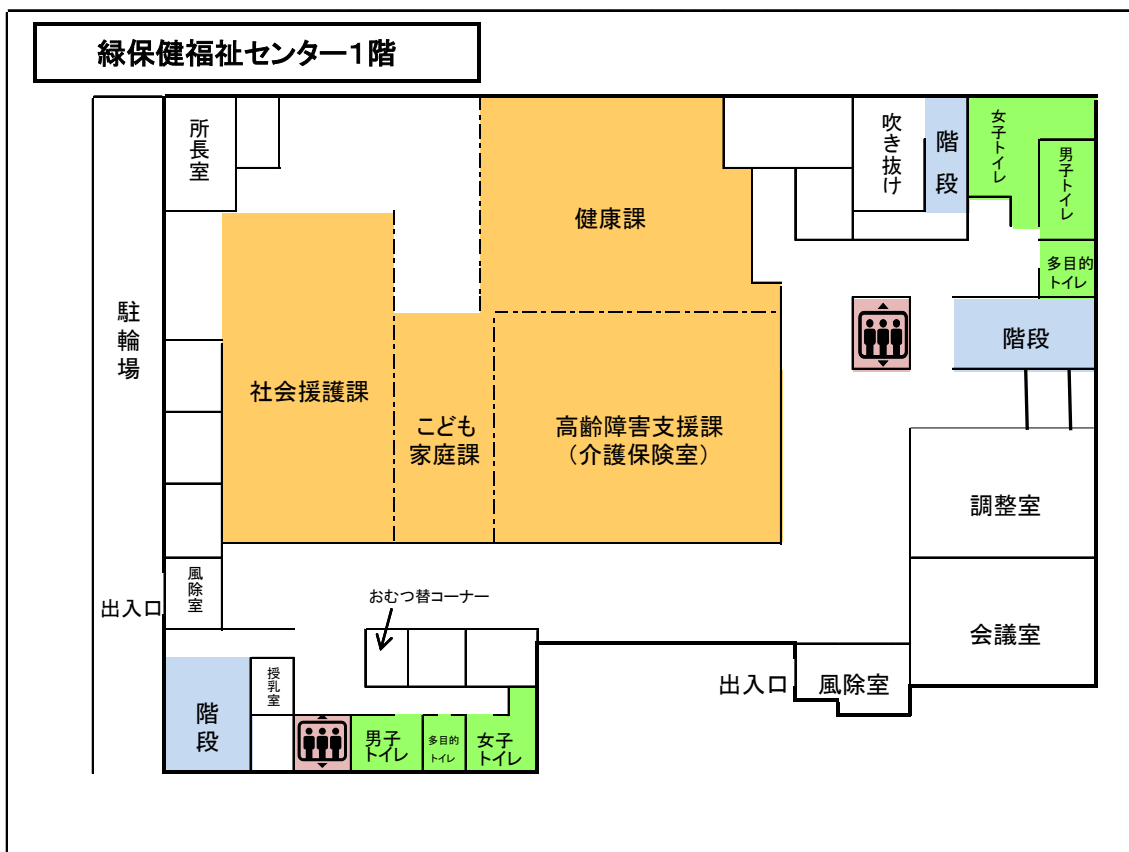 緑保健福祉センター1階
所長室
吹き抜け
階段
女子トイレ
男子トイレ
健康課
多目的
トイレ
駐輪場
階段
社会援護課
こども
家庭課
高齢障害支援課
（介護保険室）
調整室
風除室
出入口
おむつ替コーナー
会議室
授乳室
出入口
風除室
階段
男子
トイレ
多目的
トイレ
女子
トイレ